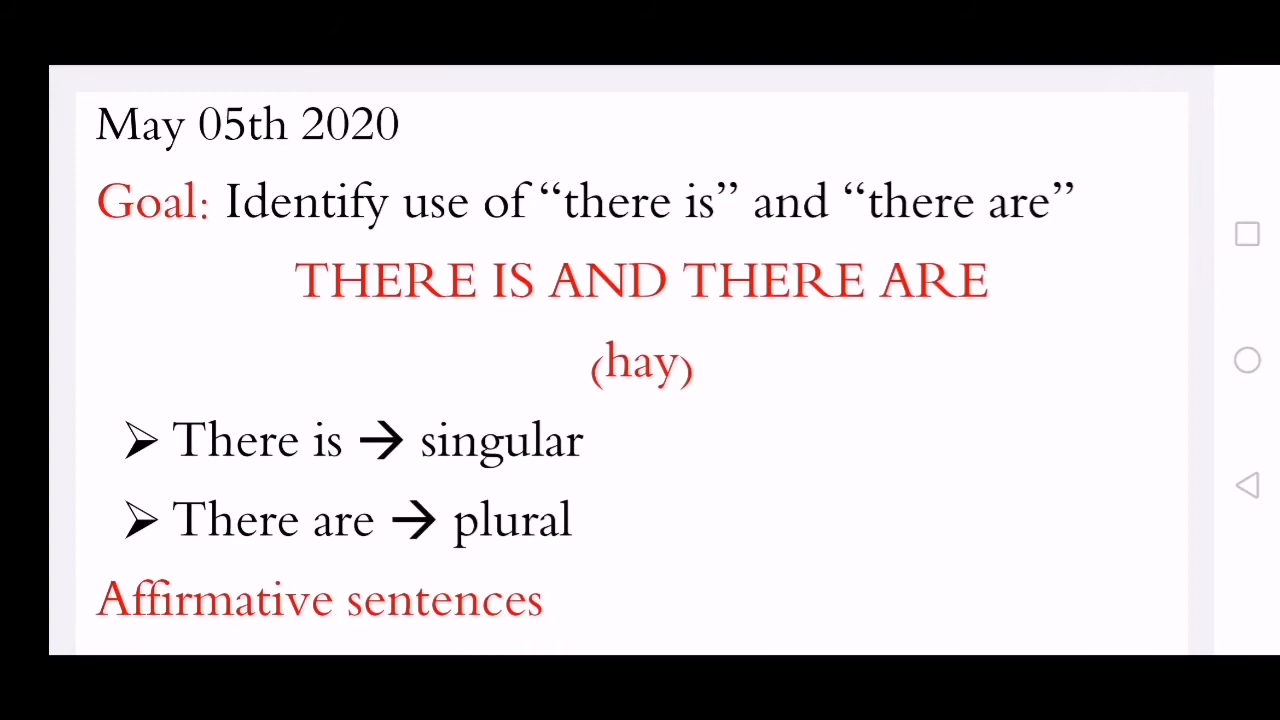 May 05th 2020
Goal: Identify use of “there is” and “there are”
THERE IS AND THERE ARE
(hay)
➢ There is → singular
➢ There are → plural
Affirmative sentences